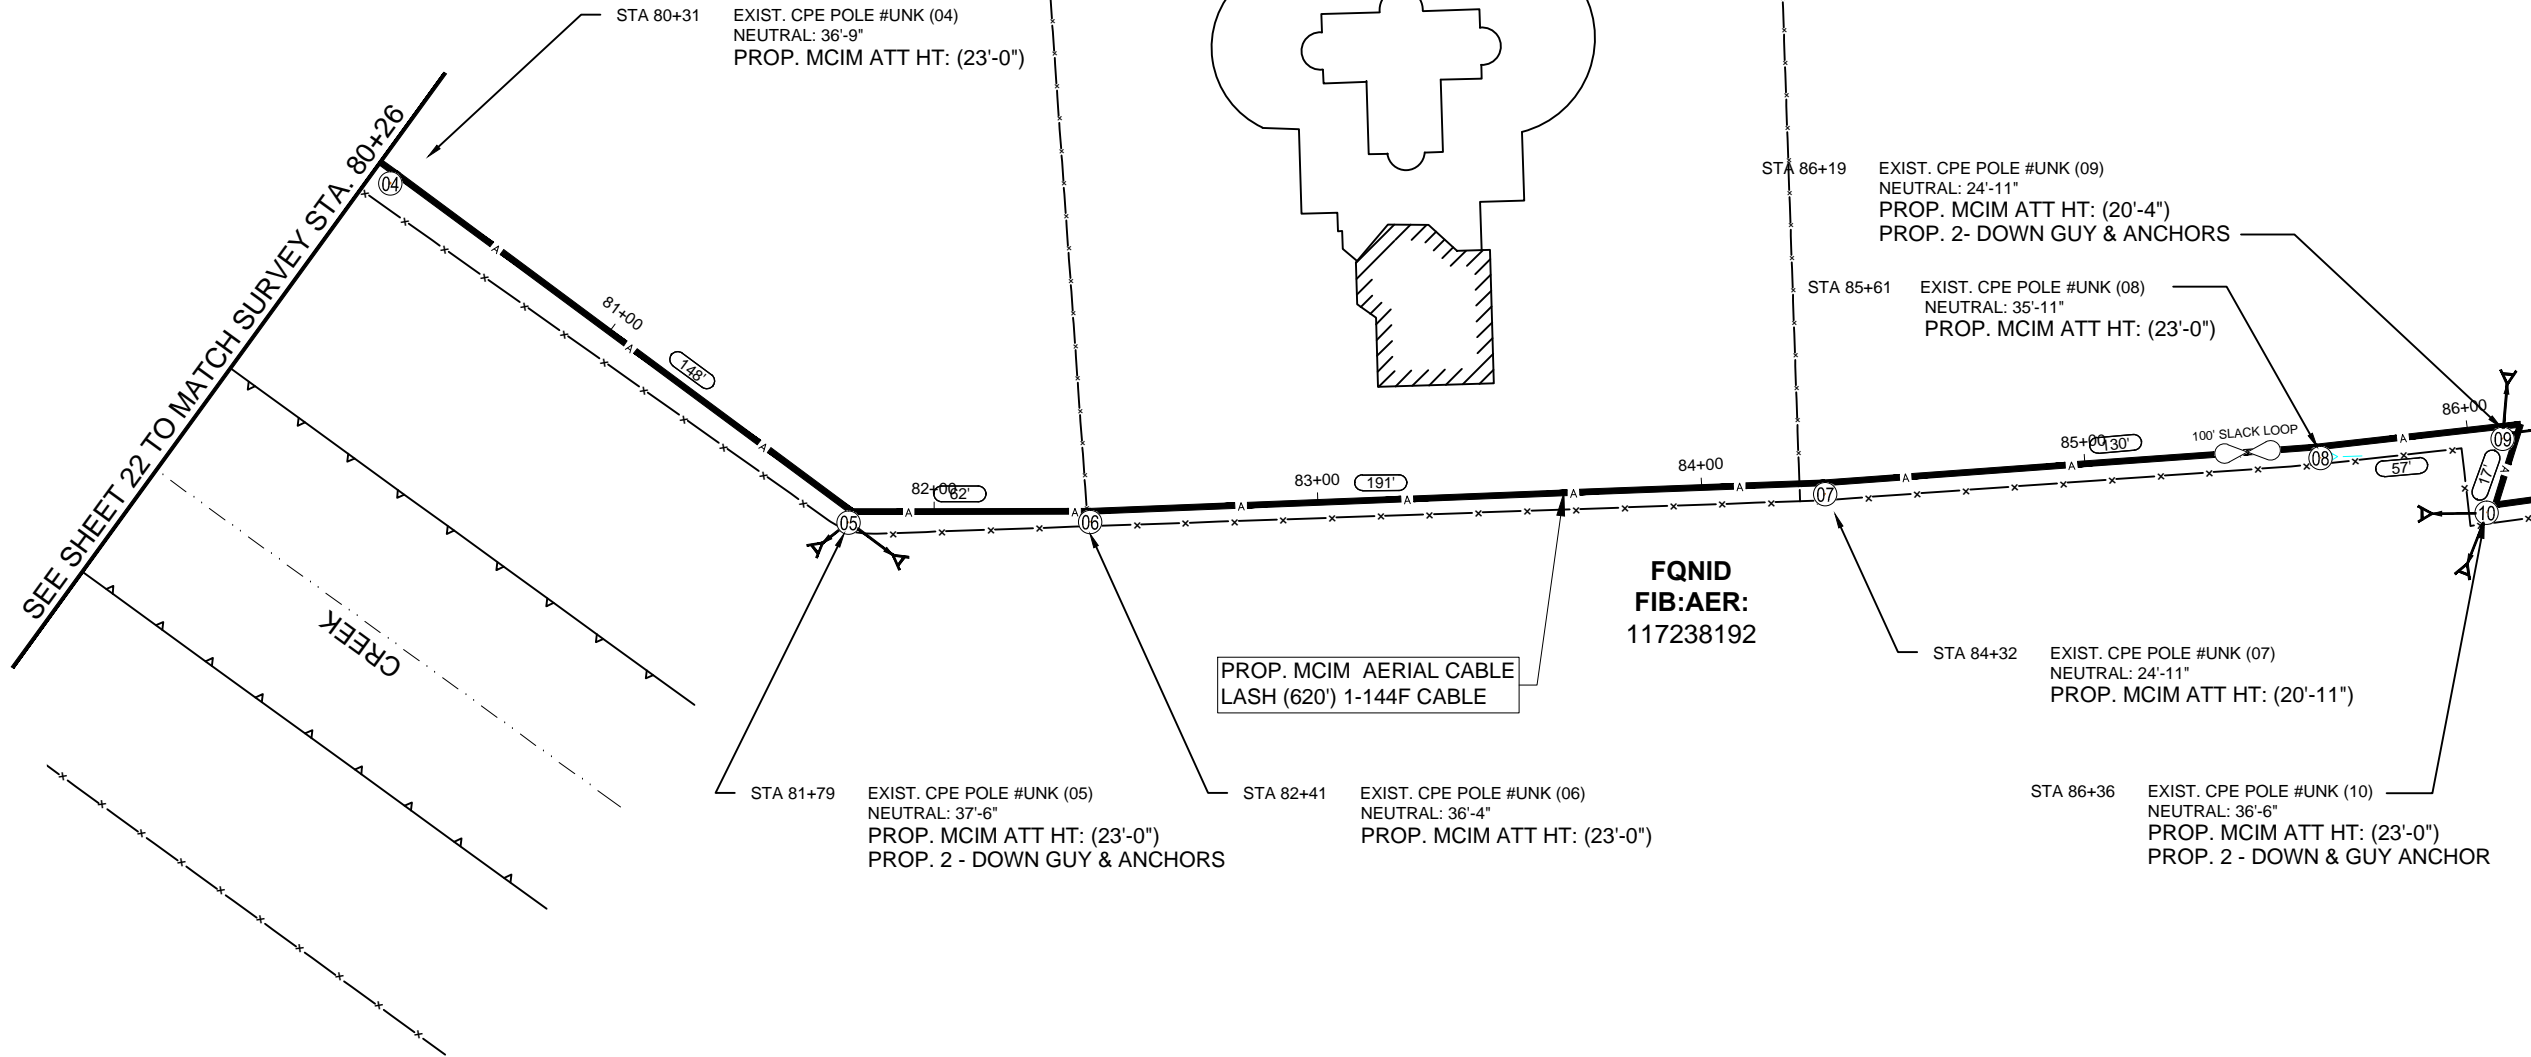 STA 80+31 EXIST. CPE POLE #UNK (04)
NEUTRAL: 36'-9"
PROP. MCIM ATT HT: (23'-0")
SEE SHEET 22 TO MATCH SURVEY STA. 80+26
04
A
81+00
A
148'
A
CREEK
STA 86+19 EXIST. CPE POLE #UNK (09)
NEUTRAL: 24'-11"
PROP. MCIM ATT HT: (20'-4")
PROP. 2- DOWN GUY & ANCHORS
STA 85+61 EXIST. CPE POLE #UNK (08)
NEUTRAL: 35'-11"
PROP. MCIM ATT HT: (23'-0")
05
A
82+00
62'
A
06
A
83+00
191'
A
A
84+00
A
07
A
A
85+00
130'
100' SLACK LOOP
08
A
57'
86+00
09
17'
A
10
FQNID
FIB:AER:
117238192
PROP. MCIM AERIAL CABLE
LASH (620') 1-144F CABLE
STA 84+32 EXIST. CPE POLE #UNK (07)
NEUTRAL: 24'-11"
PROP. MCIM ATT HT: (20'-11")
STA 81+79 EXIST. CPE POLE #UNK (05)
NEUTRAL: 37'-6"
PROP. MCIM ATT HT: (23'-0")
PROP. 2 - DOWN GUY & ANCHORS
STA 82+41 EXIST. CPE POLE #UNK (06)
NEUTRAL: 36'-4"
PROP. MCIM ATT HT: (23'-0")
STA 86+36 EXIST. CPE POLE #UNK (10)
NEUTRAL: 36'-6"
PROP. MCIM ATT HT: (23'-0")
PROP. 2 - DOWN & GUY ANCHOR